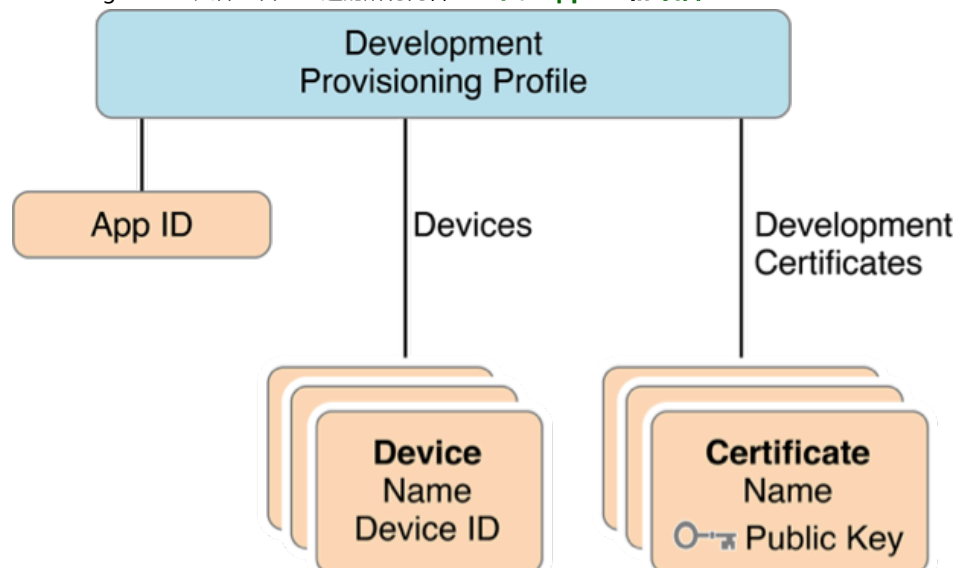 Development
Provisioning Profile
App ID
Devices
Development
Certificates
Device
Name
Device ID
Certificate
Name
Public Key